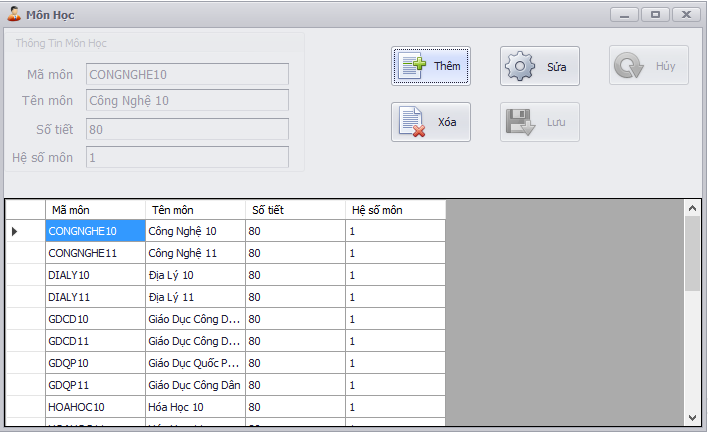 Môn Học
Thông Tin Môn Học
Mã môn CONGNGHE10
Tên môn Công Nghệ 10
Số tiết 80
Hệ số môn 1
Thêm Sửa Hủy
Xóa Lưu
Mã môn Tên môn Số tiết Hệ số môn
CONGNGHE10 Công Nghệ 10 80 1
CONGNGHE11 Công Nghệ 11 80 1
DIALY10 Địa Lý 10 80 1
DIALY11 Địa Lý 11 80 1
GDCD10 Giáo Dục Công D... 80 1
GDCD11 Giáo Dục Công D... 80 1
GDQP10 Giáo Dục Quốc P... 80 1
GDQP11 Giáo Dục Công Dân 80 1
HOAHOC10 Hóa Học 10 80 1